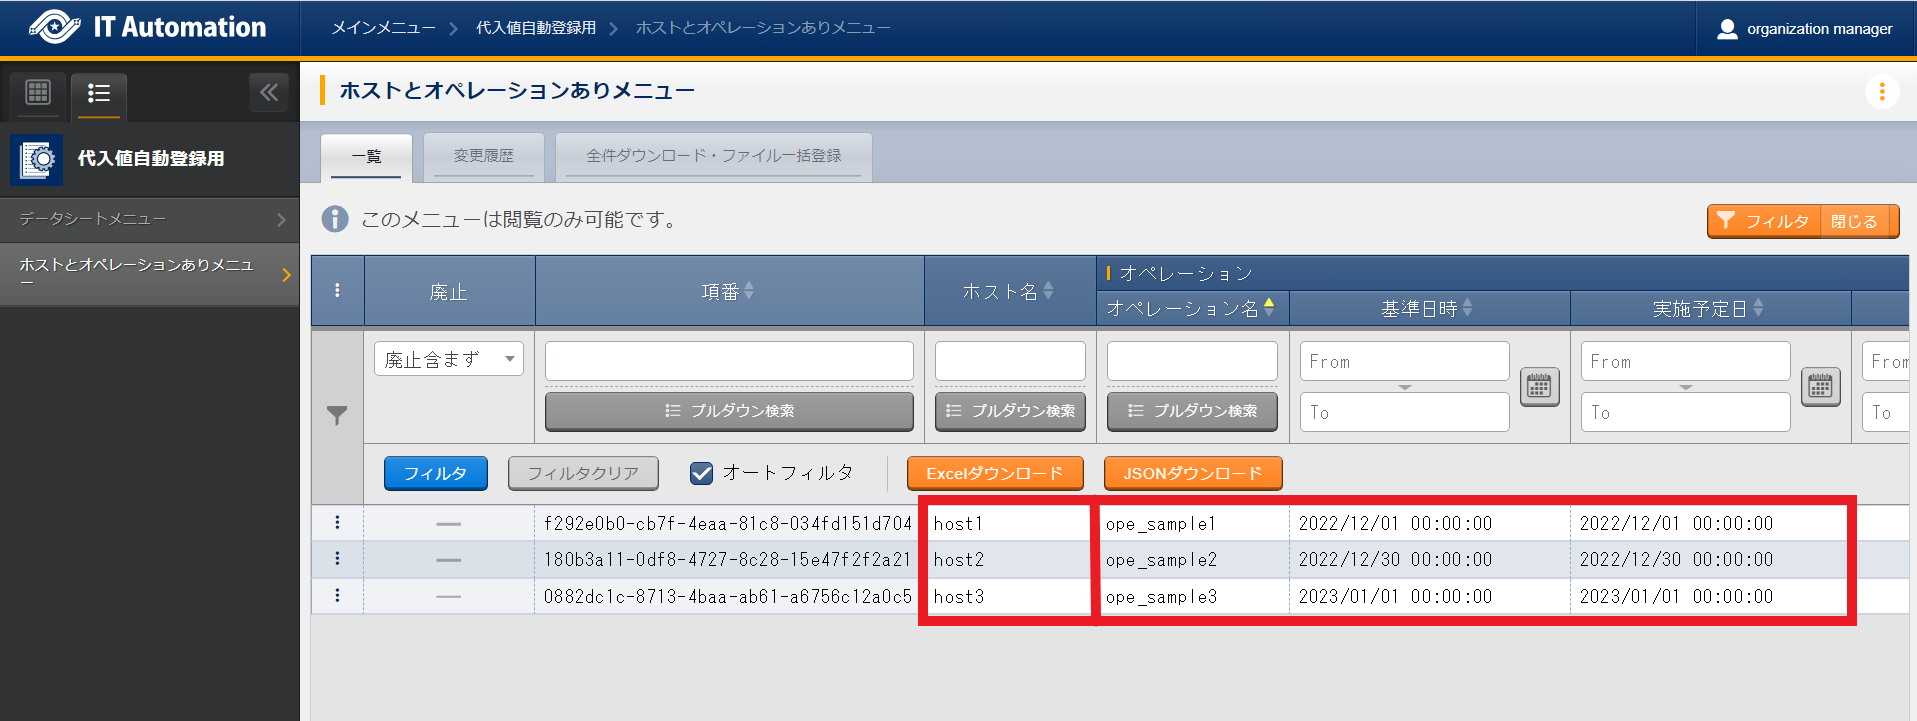 IT Automation
メインメニュー
代入値自動登録用
ホストとオペレーションありメニュー
organization manager
代入値自動登録用
データシートメニュー
ホストとオペレーションありメニュ
ー
ホストとオペレーションありメニュー
一覧
変更履歴
全件ダウンロード・ファイル一括登録
このメニューは閲覧のみ可能です。
フィルタ 閉じる
廃止
項番
ホスト名
オペレーション
オペレーション名
基準日時
実施予定日
廃止含まず
From
From
From
プルダウン検索
プルダウン検索
プルダウン検索
To
To
To
フィルタ
フィルタクリア
オートフィルタ
Excelダウンロード
JSONダウンロード
f292e0b0-cb7f-4eaa-81c8-034fd151d704 host1 ope_sample1 2022/12/01 00:00:00 2022/12/01 00:00:00
180b3a11-0df8-4727-8c28-15e47f2f2a21 host2 ope_sample2 2022/12/30 00:00:00 2022/12/30 00:00:00
0882dc1c-8713-4baa-ab61-a6756c12a0c5 host3 ope_sample3 2023/01/01 00:00:00 2023/01/01 00:00:00